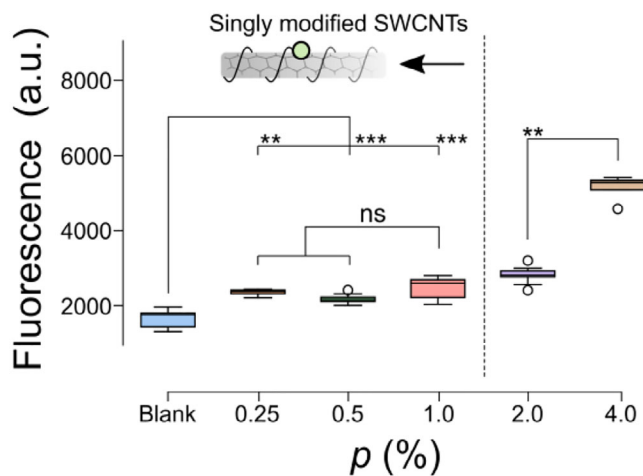 Singly modified SWCNTs
Fluorescence (a.u.)
8000
6000
4000
2000
** *** *** **
ns
Blank 0.25 0.5 1.0 2.0 4.0
p (%)